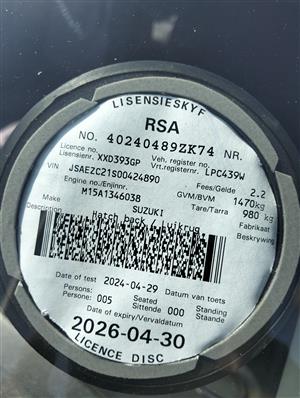 LISENSIESKYF
RSA
NO. 40240489ZK74 NR.
Licence no. XXD393GP Veh. register no. LPC439W
Lisensienr. Vrt.registernr.
VIN JSAEZC21S00424890 Fees/Gelde 2.2
Engine no./Enjinnr. GVM/BVM 1470kg
M15A1346038 Tare/Tarra 980 kg
Make SUZUKI Fabrikaat
Description Hatch back / Luikrug Beskrywing
Date of test 2024-04-29 Datum van toets
Persons: Seated 00 Standing
Persone: 005 Sittende 000 Staande
Date of expiry/Vervaldatum
2026-04-30
LICENCE DISC